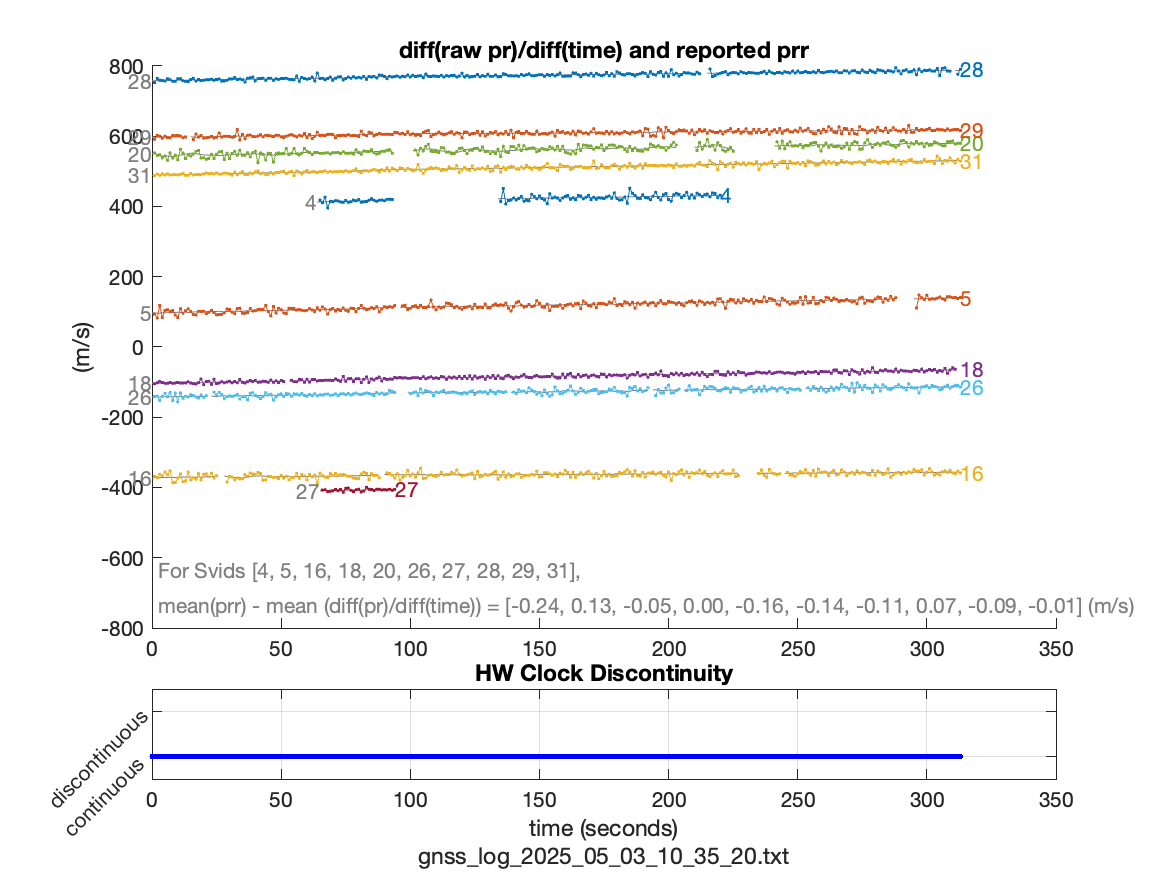 diff(raw pr)/diff(time) and reported prr
800
600
400
200
0
-200
-400
-600
-800
(m/s)
28 28
29 29
20 20
31 31
4 4
5 5
18 18
26 26
16 16
27 27
For Svids [4, 5, 16, 18, 20, 26, 27, 28, 29, 31],
mean(prr) - mean (diff(pr)/diff(time)) = [-0.24, 0.13, -0.05, 0.00, -0.16, -0.14, -0.11, 0.07, -0.09, -0.01] (m/s)
0 50 100 150 200 250 300 350
HW Clock Discontinuity
discontinuous
continuous
0 50 100 150 200 250 300 350
time (seconds)
gnss_log_2025_05_03_10_35_20.txt